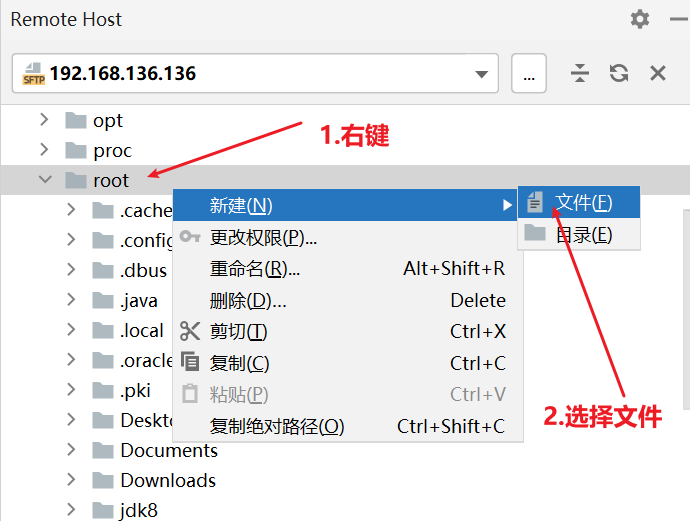 Remote Host
SFTP
192.168.136.136
...
opt
1.右键
proc
root
新建(N)
文件(F)
.cache
更改权限(P)...
目录(E)
.config
重命名(R)... Alt+Shift+R
.dbus
删除(D)... Delete
.java
剪切(T) Ctrl+X
.local
复制(C) Ctrl+C
.oracle
粘贴(P) Ctrl+V
.pki
2.选择文件
Deskto
复制绝对路径(O) Ctrl+Shift+C
Documents
Downloads
jdk8